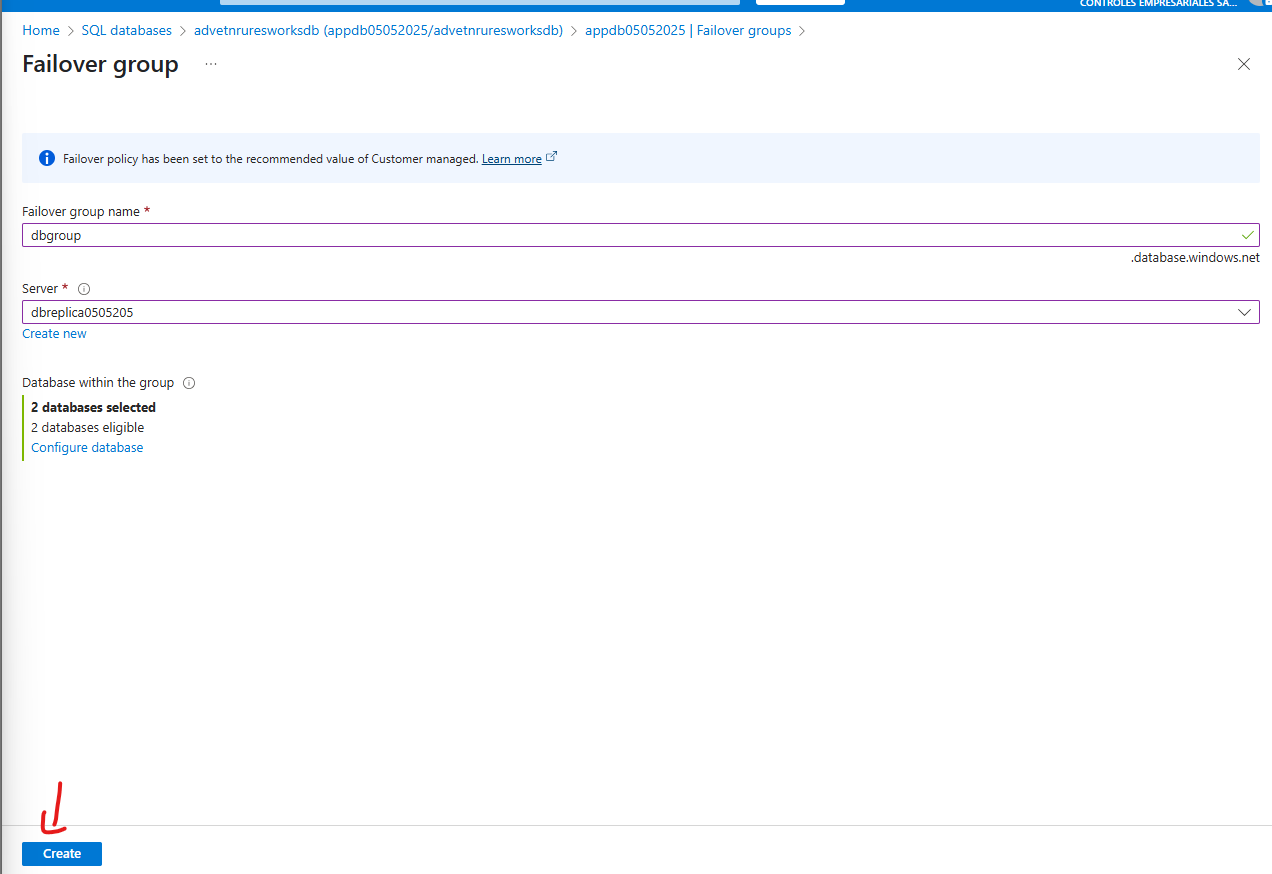 CONTROLES EMPRESARIALES SA...
Home > SQL databases > advetnruresworksdb (appdb05052025/advetnruresworksdb) > appdb05052025 | Failover groups >
Failover group ...
Failover policy has been set to the recommended value of Customer managed. Learn more
Failover group name *
dbgroup
.database.windows.net
Server *
dbreplica0505205
Create new
Database within the group
2 databases selected
2 databases eligible
Configure database
Create